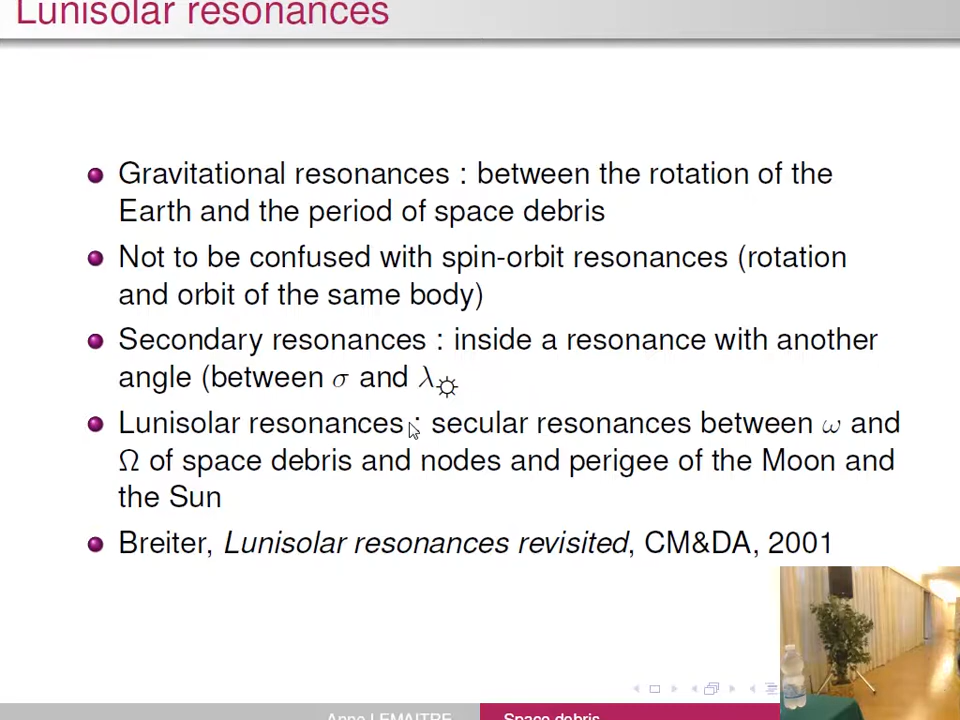 Lunisolar resonances
Gravitational resonances : between the rotation of the
Earth and the period of space debris
Not to be confused with spin-orbit resonances (rotation
and orbit of the same body)
Secondary resonances : inside a resonance with another
angle (between σ and λ☼
Lunisolar resonances : secular resonances between ω and
Ω of space debris and nodes and perigee of the Moon and
the Sun
Breiter, Lunisolar resonances revisited, CM&DA, 2001
Anne LEMAITRE Space debris